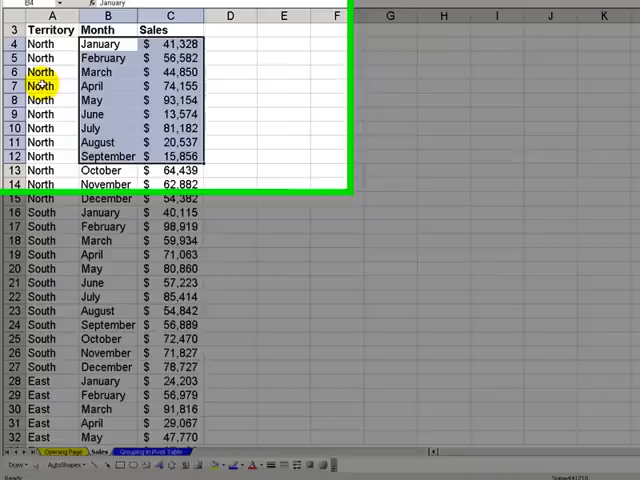 B4 January
A B C D E F G H I J K
3 Territory Month Sales
4 North January $ 41,328
5 North February $ 56,582
6 North March $ 44,850
7 North April $ 74,155
8 North May $ 93,154
9 North June $ 13,574
10 North July $ 81,182
11 North August $ 20,537
12 North September $ 15,856
13 North October $ 64,439
14 North November $ 62,882
15 North December $ 54,382
16 South January $ 40,115
17 South February $ 98,919
18 South March $ 59,934
19 South April $ 71,063
20 South May $ 80,860
21 South June $ 57,223
22 South July $ 85,414
23 South August $ 54,842
24 South September $ 56,889
25 South October $ 72,470
26 South November $ 71,827
27 South December $ 78,727
28 East January $ 24,203
29 East February $ 56,979
30 East March $ 91,816
31 East April $ 29,067
32 East May $ 47,770
Opening Page Sales Grouping in Pivot Table
Draw AutoShapes
Ready